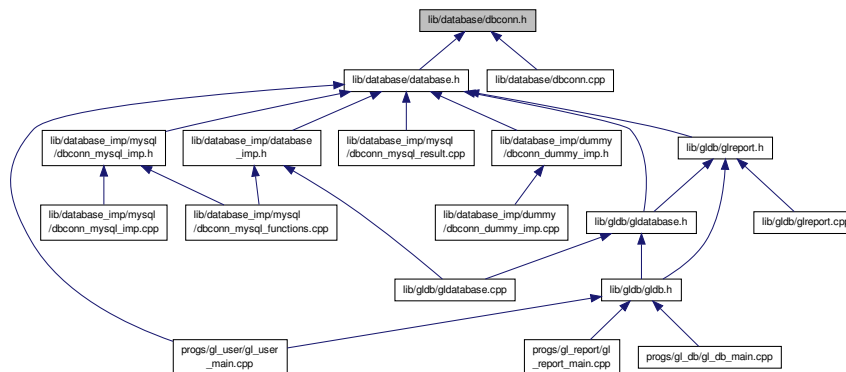 lib/database/dbconn.h
lib/database/database.h
lib/database/dbconn.cpp
lib/database_imp/mysql
/dbconn_mysql_imp.h
lib/database_imp/database
_imp.h
lib/database_imp/mysql
/dbconn_mysql_result.cpp
lib/database_imp/dummy
/dbconn_dummy_imp.h
lib/gldb/glreport.h
lib/database_imp/mysql
/dbconn_mysql_imp.cpp
lib/database_imp/mysql
/dbconn_mysql_functions.cpp
lib/database_imp/dummy
/dbconn_dummy_imp.cpp
lib/gldb/gldatabase.h
lib/gldb/glreport.cpp
lib/gldb/gldatabase.cpp
lib/gldb/gldb.h
progs/gl_user/gl_user
_main.cpp
progs/gl_report/gl
_report_main.cpp
progs/gl_db/gl_db_main.cpp